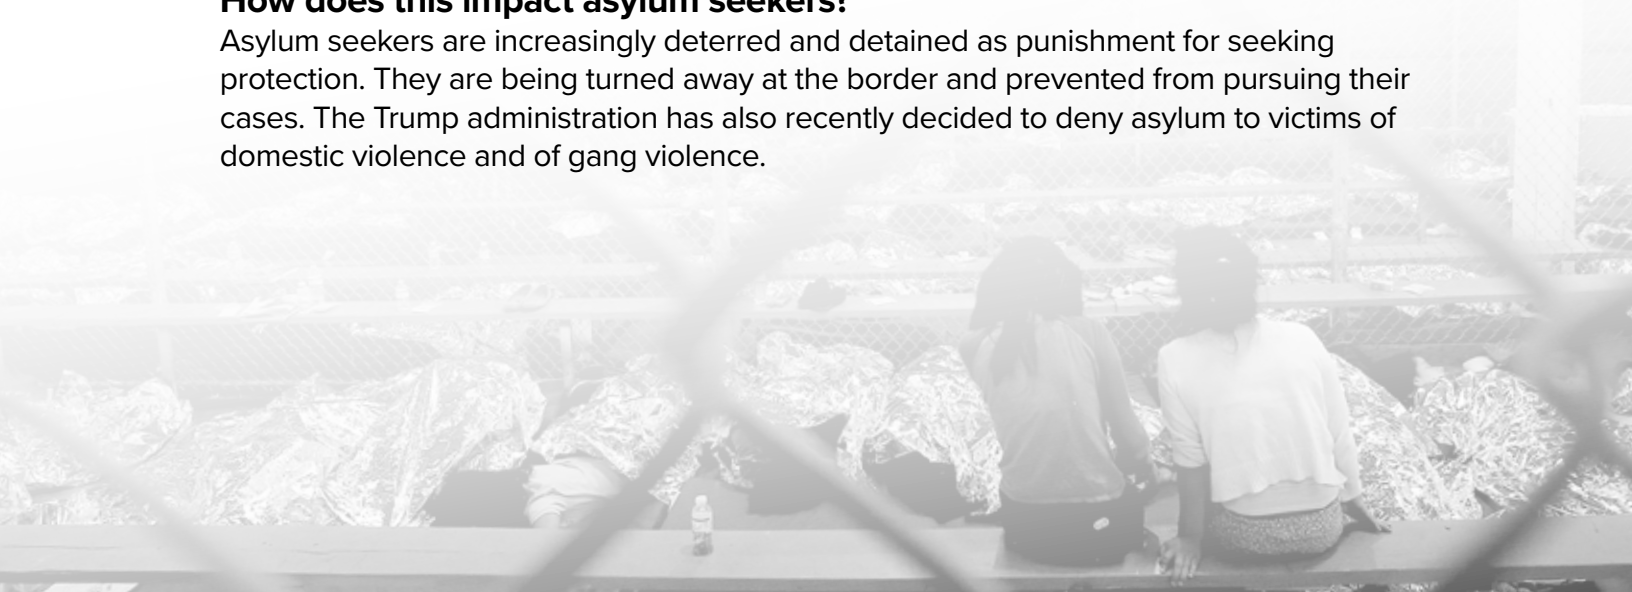 How does this impact asylum seekers?
Asylum seekers are increasingly deterred and detained as punishment for seeking
protection. They are being turned away at the border and prevented from pursuing their
cases. The Trump administration has also recently decided to deny asylum to victims of
domestic violence and of gang violence.